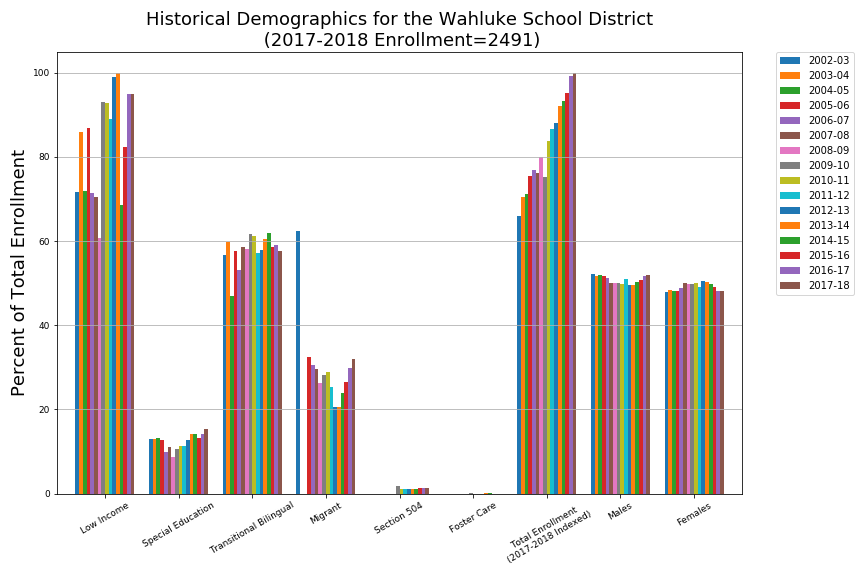 Historical Demographics for the Wahluke School District
(2017-2018 Enrollment=2491)
Percent of Total Enrollment
100
80
60
40
20
0
Low Income
Special Education
Transitional Bilingual
Migrant
Section 504
Foster Care
Total Enrollment
(2017-2018 Indexed)
Males
Females
2002-03
2003-04
2004-05
2005-06
2006-07
2007-08
2008-09
2009-10
2010-11
2011-12
2012-13
2013-14
2014-15
2015-16
2016-17
2017-18